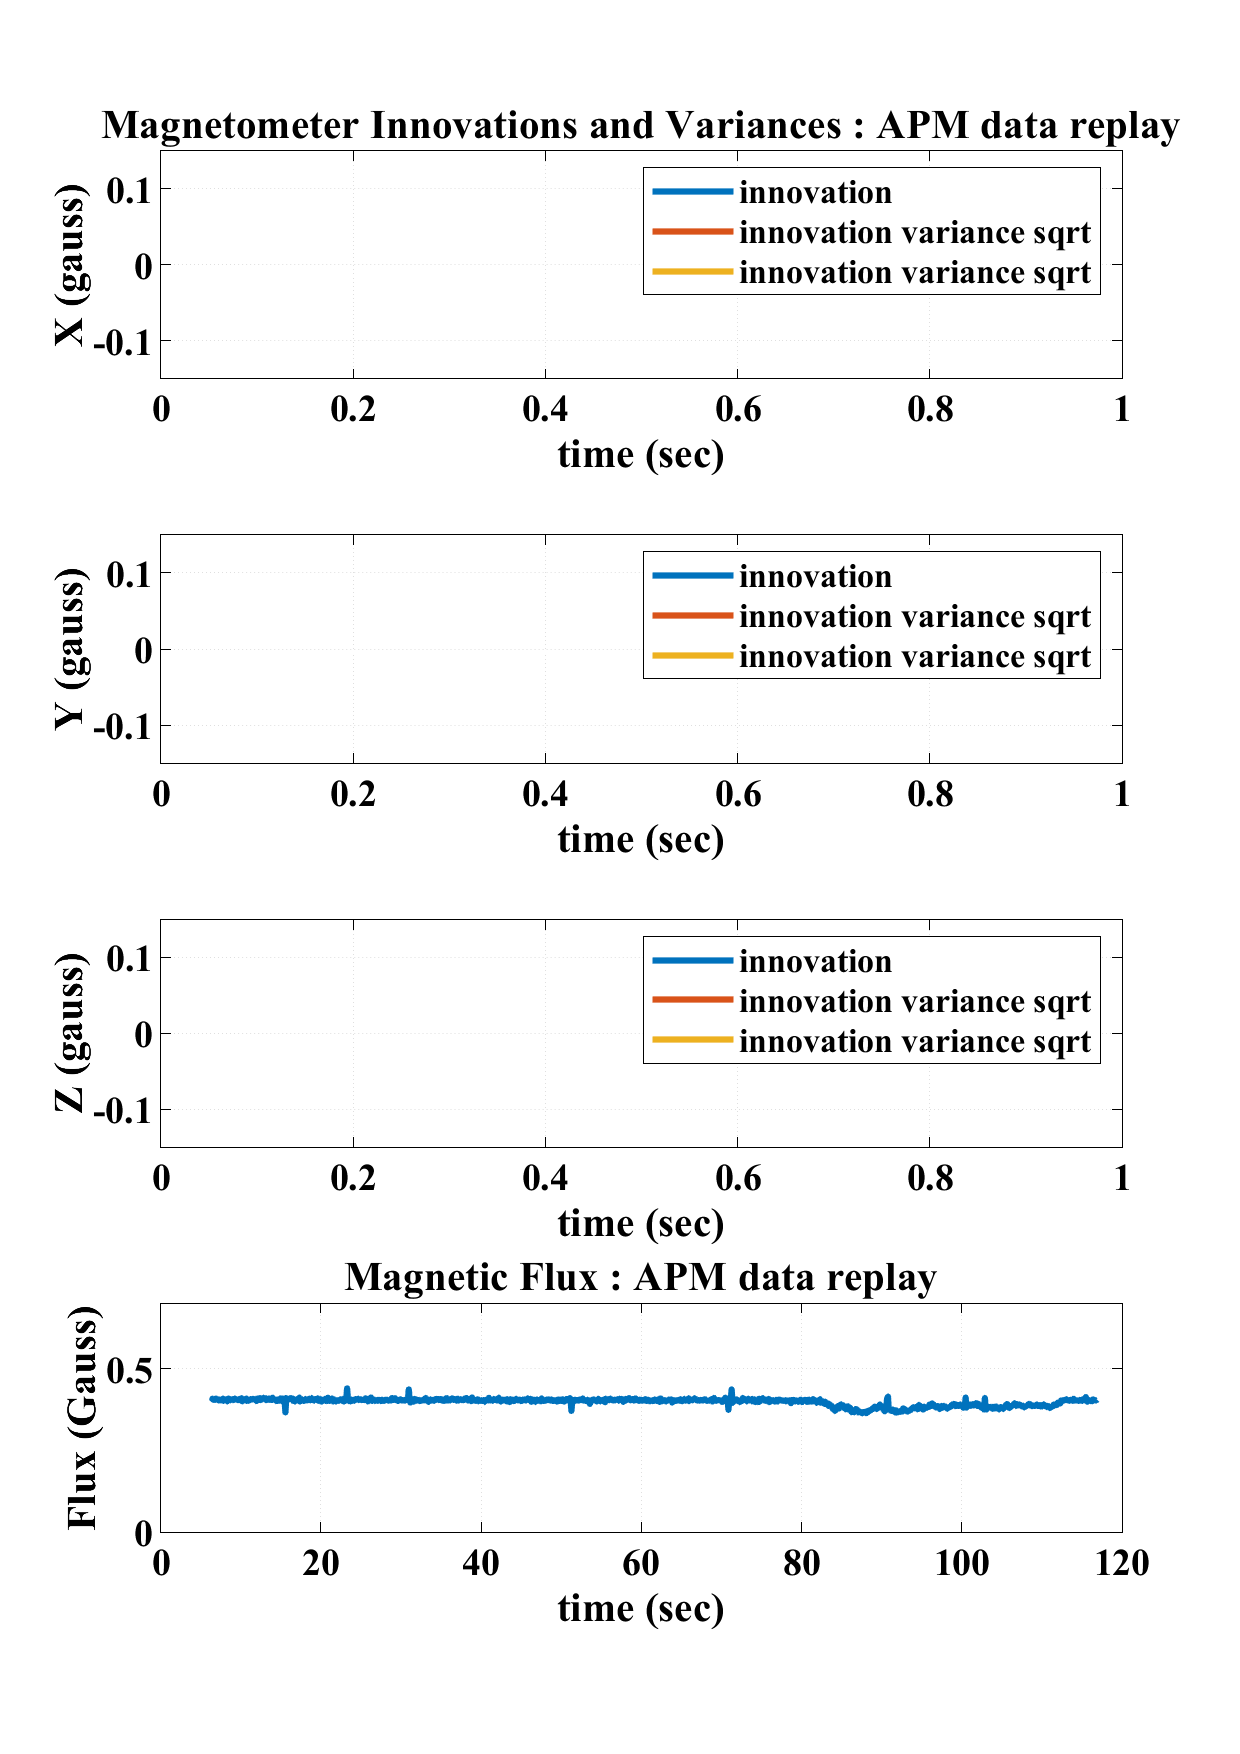 Magnetometer Innovations and Variances : APM data replay
X (gauss)
0.1
0
-0.1
innovation
innovation variance sqrt
innovation variance sqrt
0 0.2 0.4 0.6 0.8 1
time (sec)
Y (gauss)
0.1
0
-0.1
innovation
innovation variance sqrt
innovation variance sqrt
0 0.2 0.4 0.6 0.8 1
time (sec)
Z (gauss)
0.1
0
-0.1
innovation
innovation variance sqrt
innovation variance sqrt
0 0.2 0.4 0.6 0.8 1
time (sec)
Magnetic Flux : APM data replay
Flux (Gauss)
0.5
0
0 20 40 60 80 100 120
time (sec)